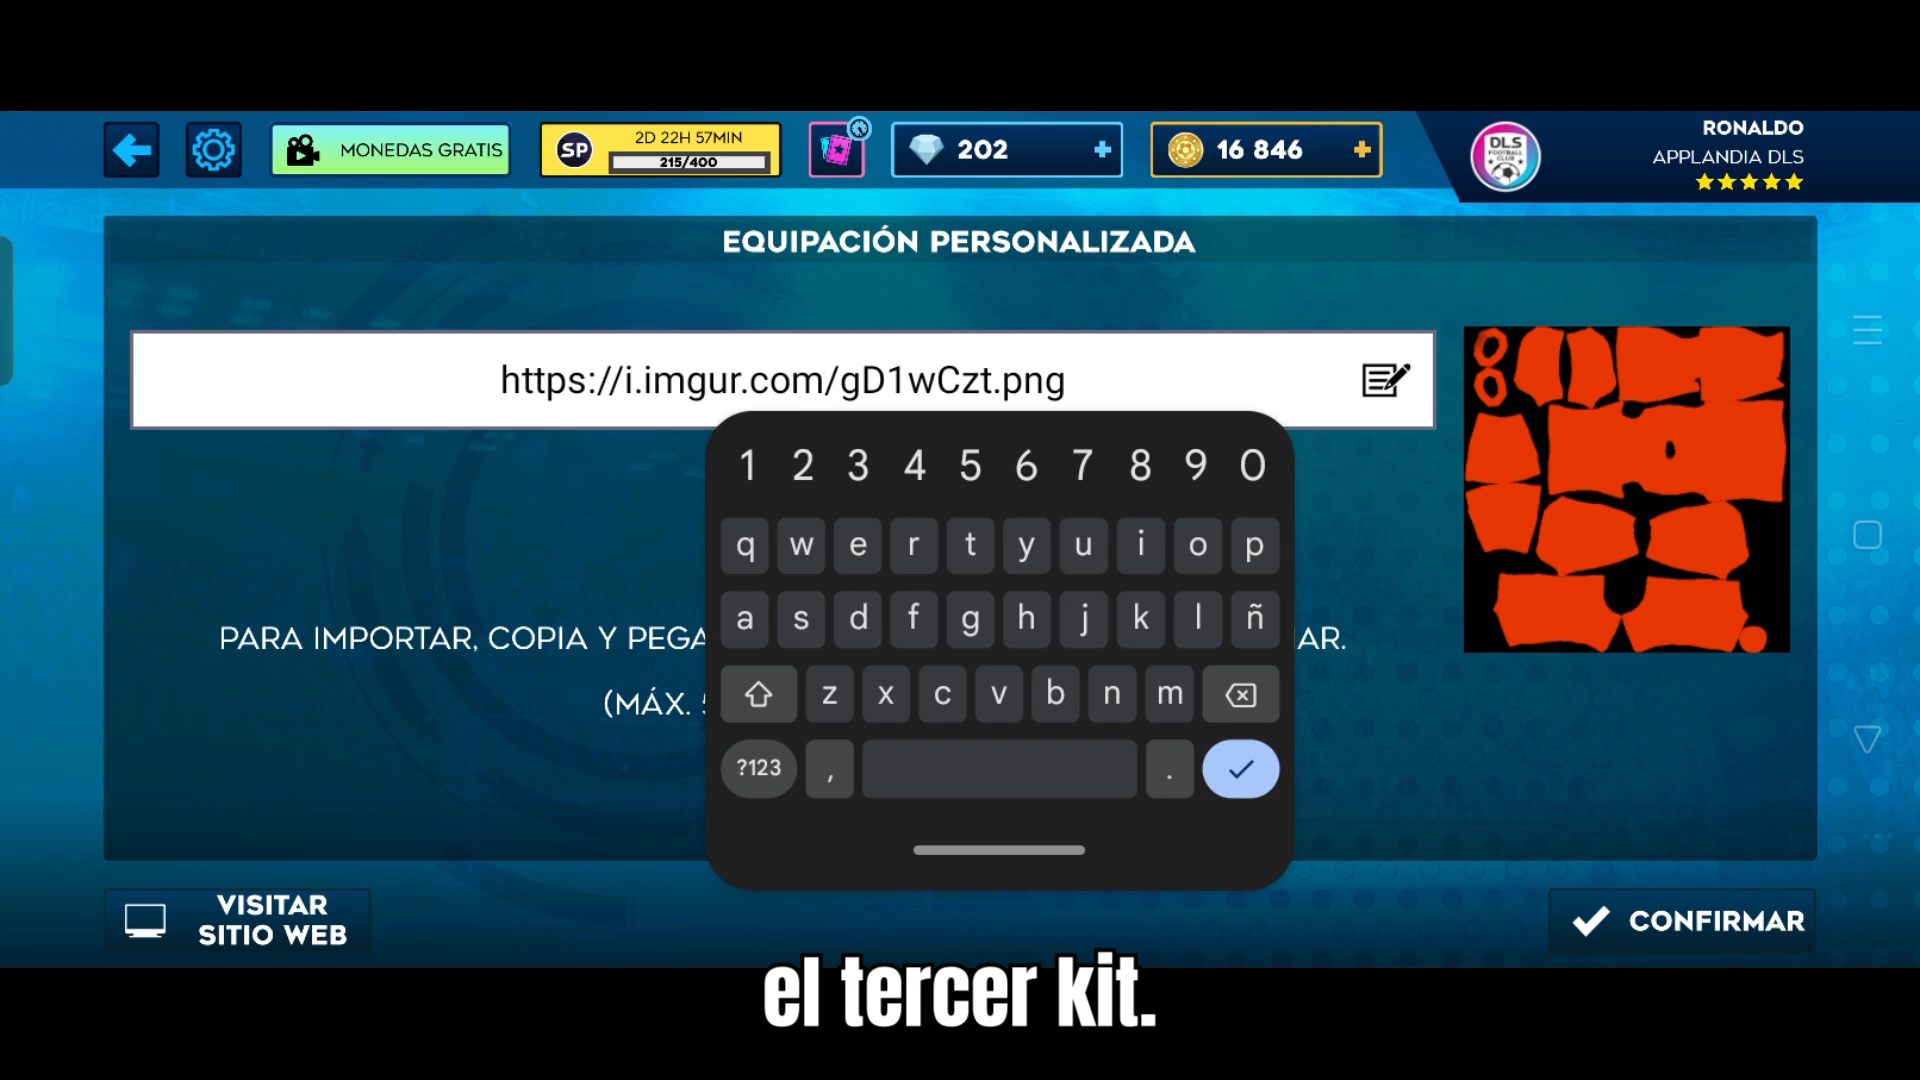 MONEDAS GRATIS
SP
2D 22H 57MIN
215/400
202
16 846
DLS
FOOTBALL
CLUB
RONALDO
APPLANDIA DLS
EQUIPACIÓN PERSONALIZADA
https://i.imgur.com/gD1wCzt.png
1 2 3 4 5 6 7 8 9 0
q w e r t y u i o p
a s d f g h j k l ñ
z x c v b n m
?123 , .
PARA IMPORTAR, COPIA Y PEGA
AR.
(MÁX.
VISITAR
SITIO WEB
CONFIRMAR
el tercer kit.